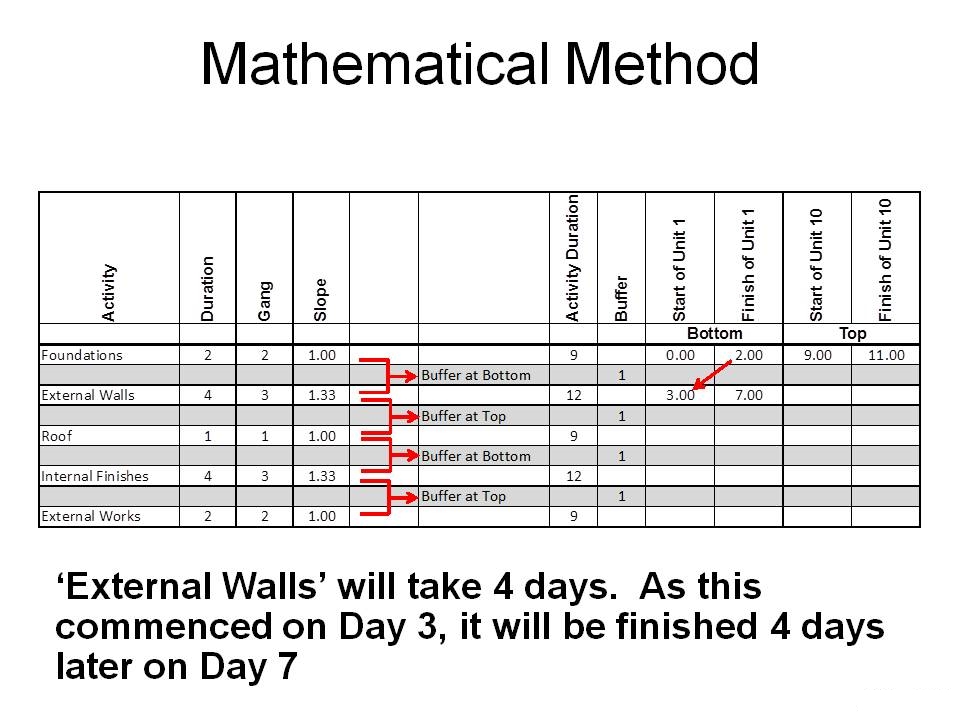 Mathematical Method
Activity Duration Gang Slope Activity Duration Buffer Start of Unit 1 Finish of Unit 1 Start of Unit 10 Finish of Unit 10
Bottom Top
Foundations 2 2 1.00 9 0.00 2.00 9.00 11.00
Buffer at Bottom 1
External Walls 4 3 1.33 12 3.00 7.00
Buffer at Top 1
Roof 1 1 1.00 9
Buffer at Bottom 1
Internal Finishes 4 3 1.33 12
Buffer at Top 1
External Works 2 2 1.00 9
‘External Walls’ will take 4 days. As this
commenced on Day 3, it will be finished 4 days
later on Day 7